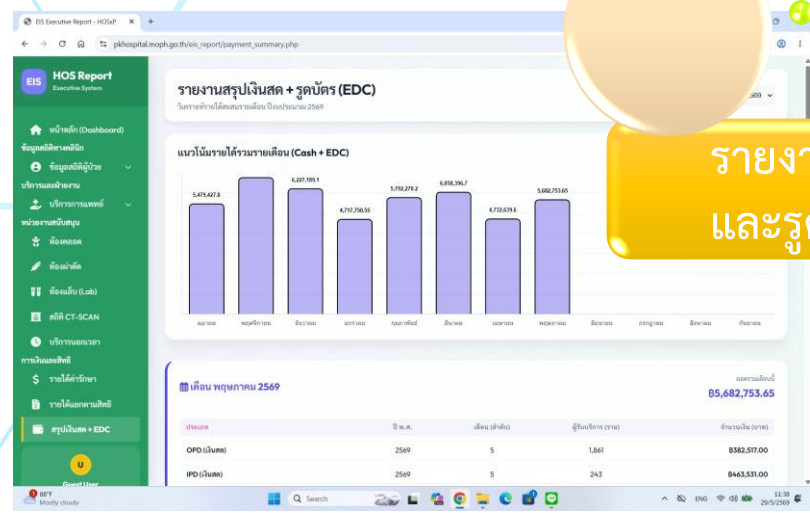 EIS Executive Report - HOSxP
pkhospital.moph.go.th/eis_report/payment_summary.php
EIS
HOS Report
Executive System
หน้าหลัก (Dashboard)
ข้อมูลสถิติทางคลินิก
ข้อมูลสถิติผู้ป่วย
บริการและฝ่ายงาน
บริการการแพทย์
หน่วยงานสนับสนุน
ห้องคลอด
ห้องผ่าตัด
ห้องแล็บ (Lab)
สถิติ CT-SCAN
บริการนอกเวลา
การเงินและสิทธิ
รายได้ค่ารักษา
รายได้แยกตามสิทธิ
สรุปเงินสด + EDC
U
Guest User
รายงานสรุปเงินสด + รูดบัตร (EDC)
วิเคราะห์รายได้สะสมรายเดือน ปีงบประมาณ 2569
แนวโน้มรายได้รวมรายเดือน (Cash + EDC)
5,479,427.8
6,227,189.1
4,717,750.55
5,792,270.2
6,058,396.7
4,732,639.6
5,682,753.65
ตุลาคม พฤศจิกายน ธันวาคม มกราคม กุมภาพันธ์ มีนาคม เมษายน พฤษภาคม มิถุนายน กรกฎาคม สิงหาคม กันยายน
เดือน พฤษภาคม 2569
ยอดรวมเดือนนี้
฿5,682,753.65
ประเภท ปี พ.ศ. เดือน (ลำดับ) ผู้รับบริการ (ราย) จำนวนเงิน (บาท)
OPD (เงินสด) 2569 5 1,861 ฿382,517.00
IPD (เงินสด) 2569 5 243 ฿463,531.00
รายงา
และรูด
88°F
Mostly cloudy
Search
ENG
11:38
29/5/2569